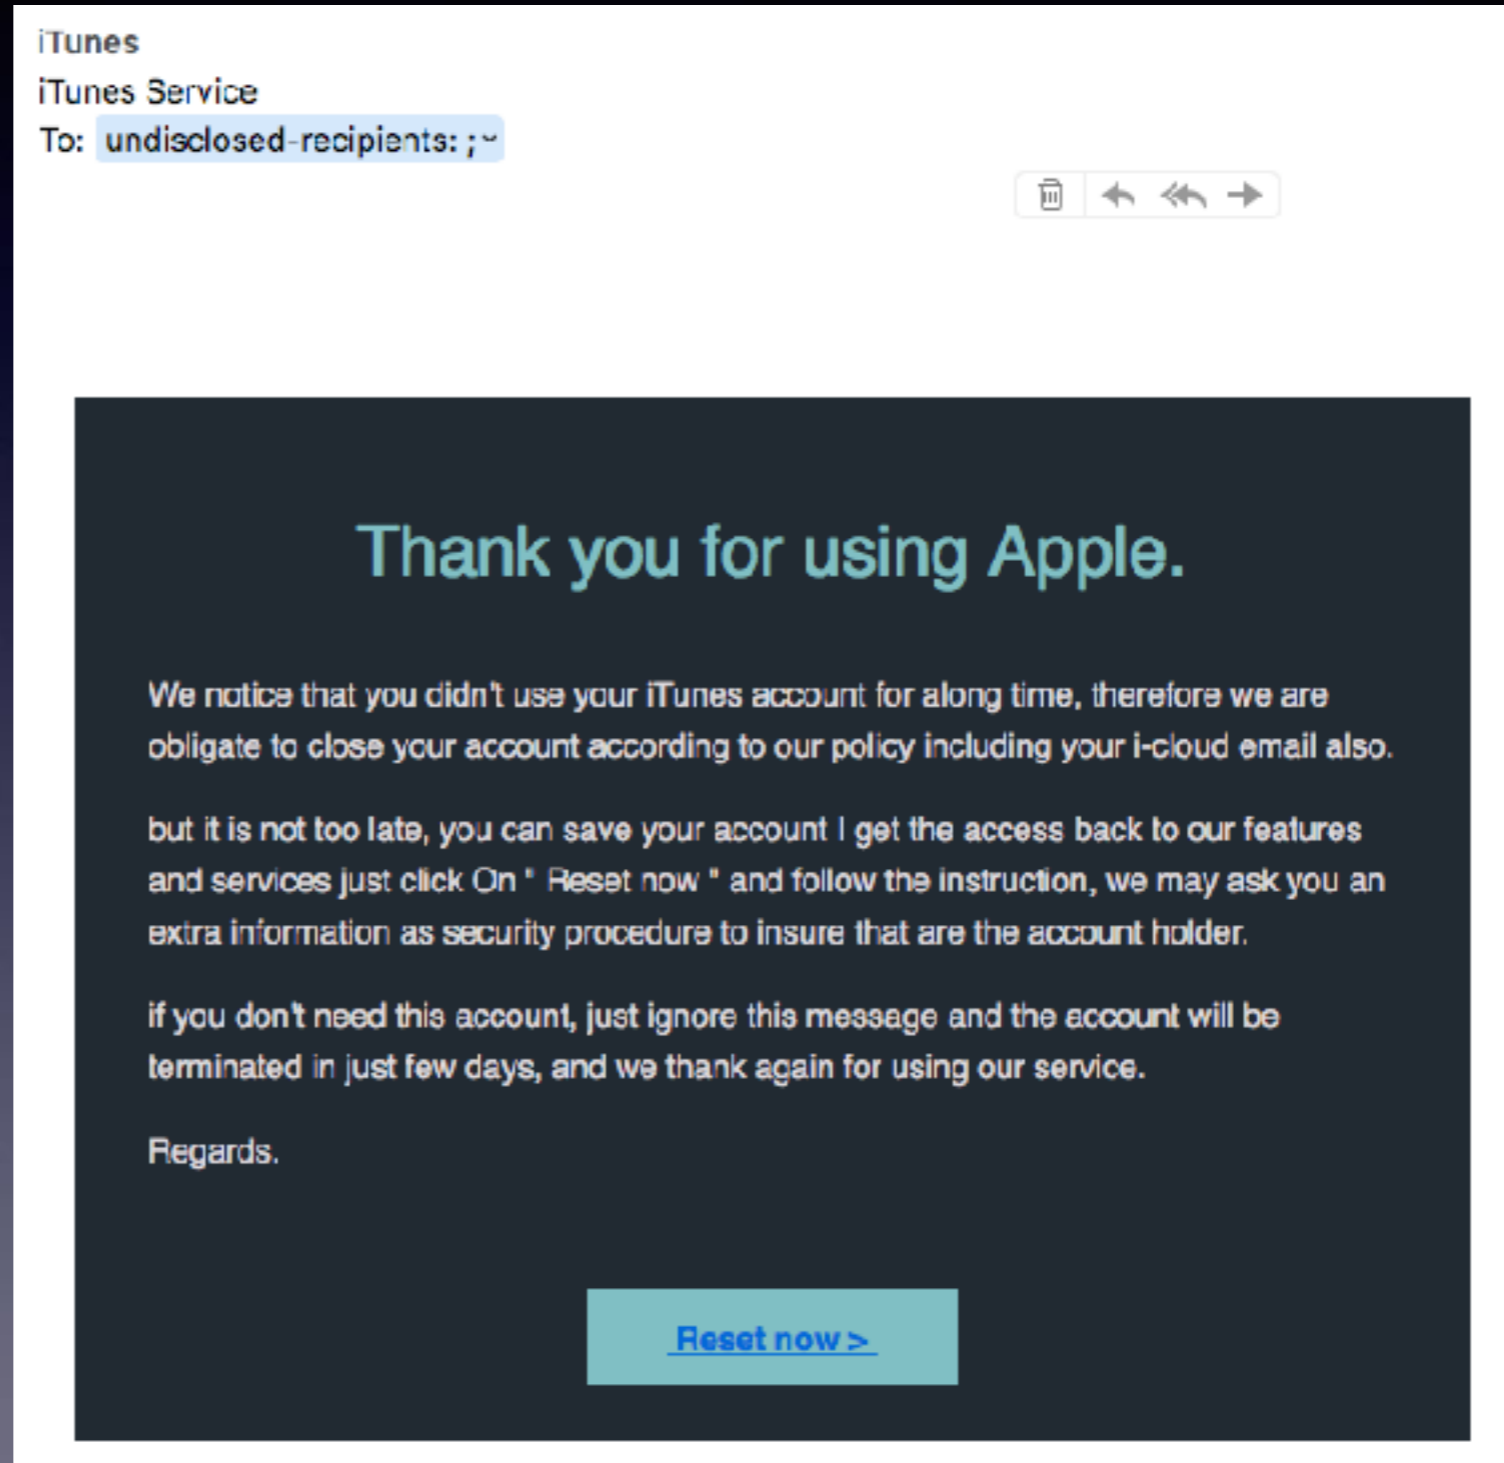 iTunes
iTunes Service
To: undisclosed-recipients: ;
Thank you for using Apple.
We notice that you didn't use your iTunes account for along time, therefore we are
obligate to close your account according to our policy including your i-cloud email also.
but it is not too late, you can save your account I get the access back to our features
and services just click On " Reset now " and follow the instruction, we may ask you an
extra information as security procedure to insure that are the account holder.
if you don't need this account, just ignore this message and the account will be
terminated in just few days, and we thank again for using our service.
Regards.
Reset now >